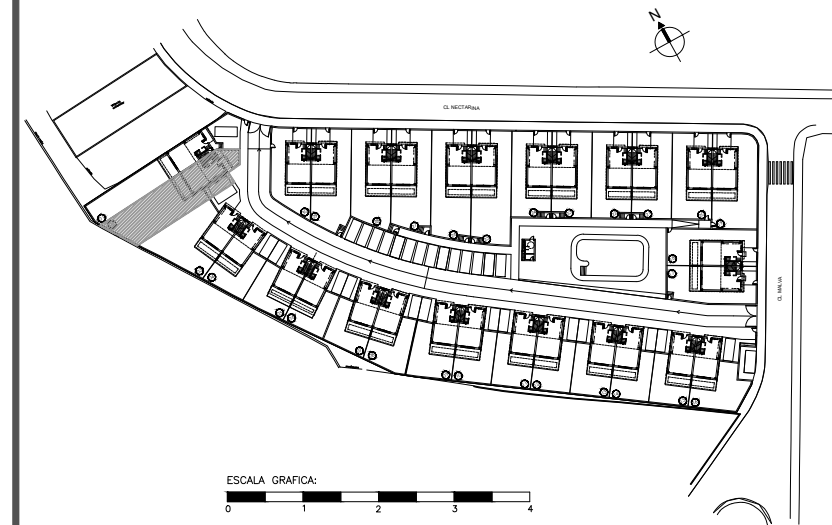 N
CL NECTARINA
CL MALVA
ESCALA GRAFICA:
0 1 2 3 4